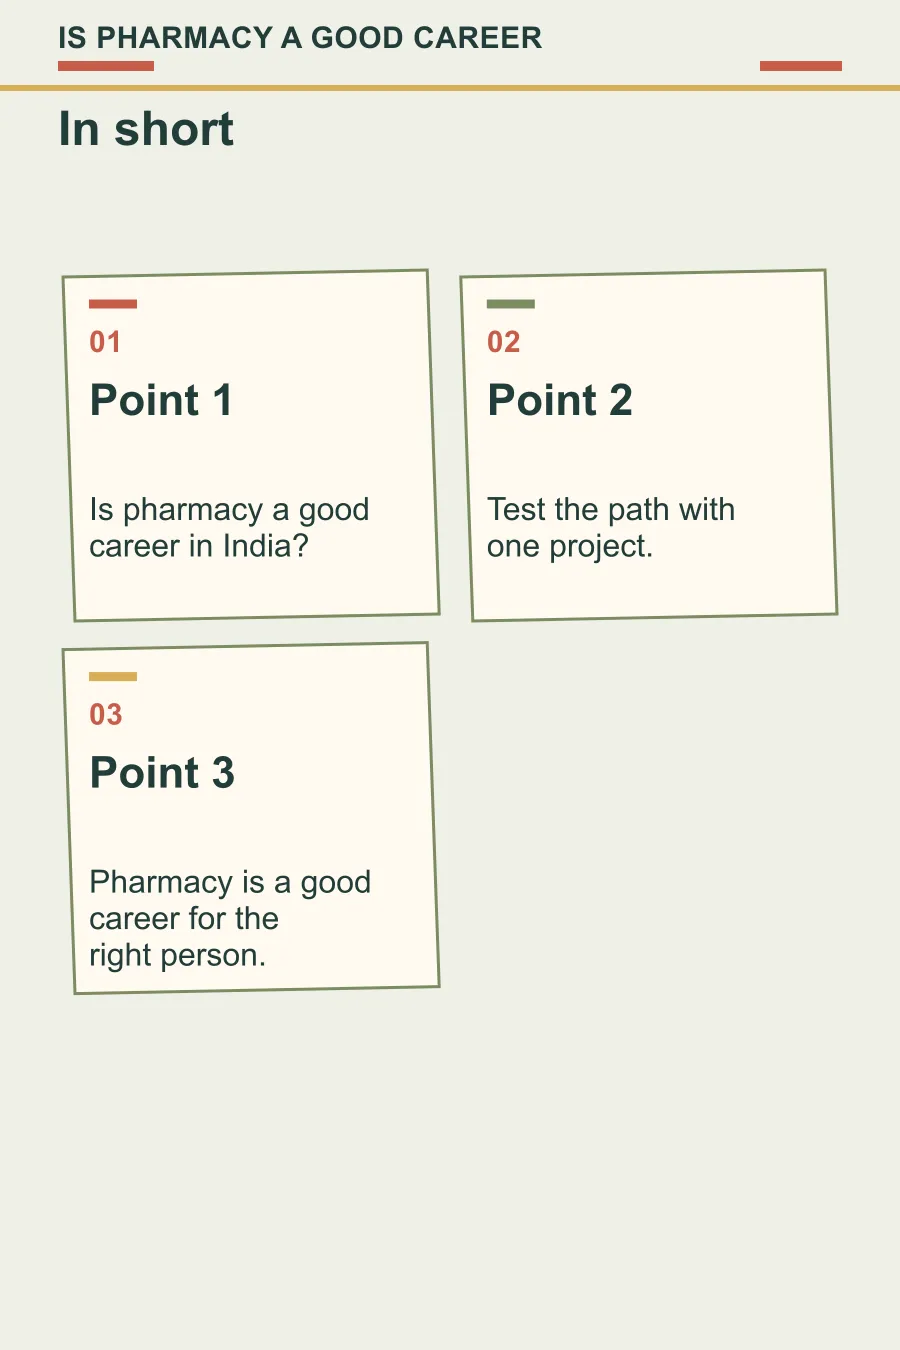 IS PHARMACY A GOOD CAREER
In short
01
Point 1
Is pharmacy a good
career in India?
02
Point 2
Test the path with
one project.
03
Point 3
Pharmacy is a good
career for the
right person.